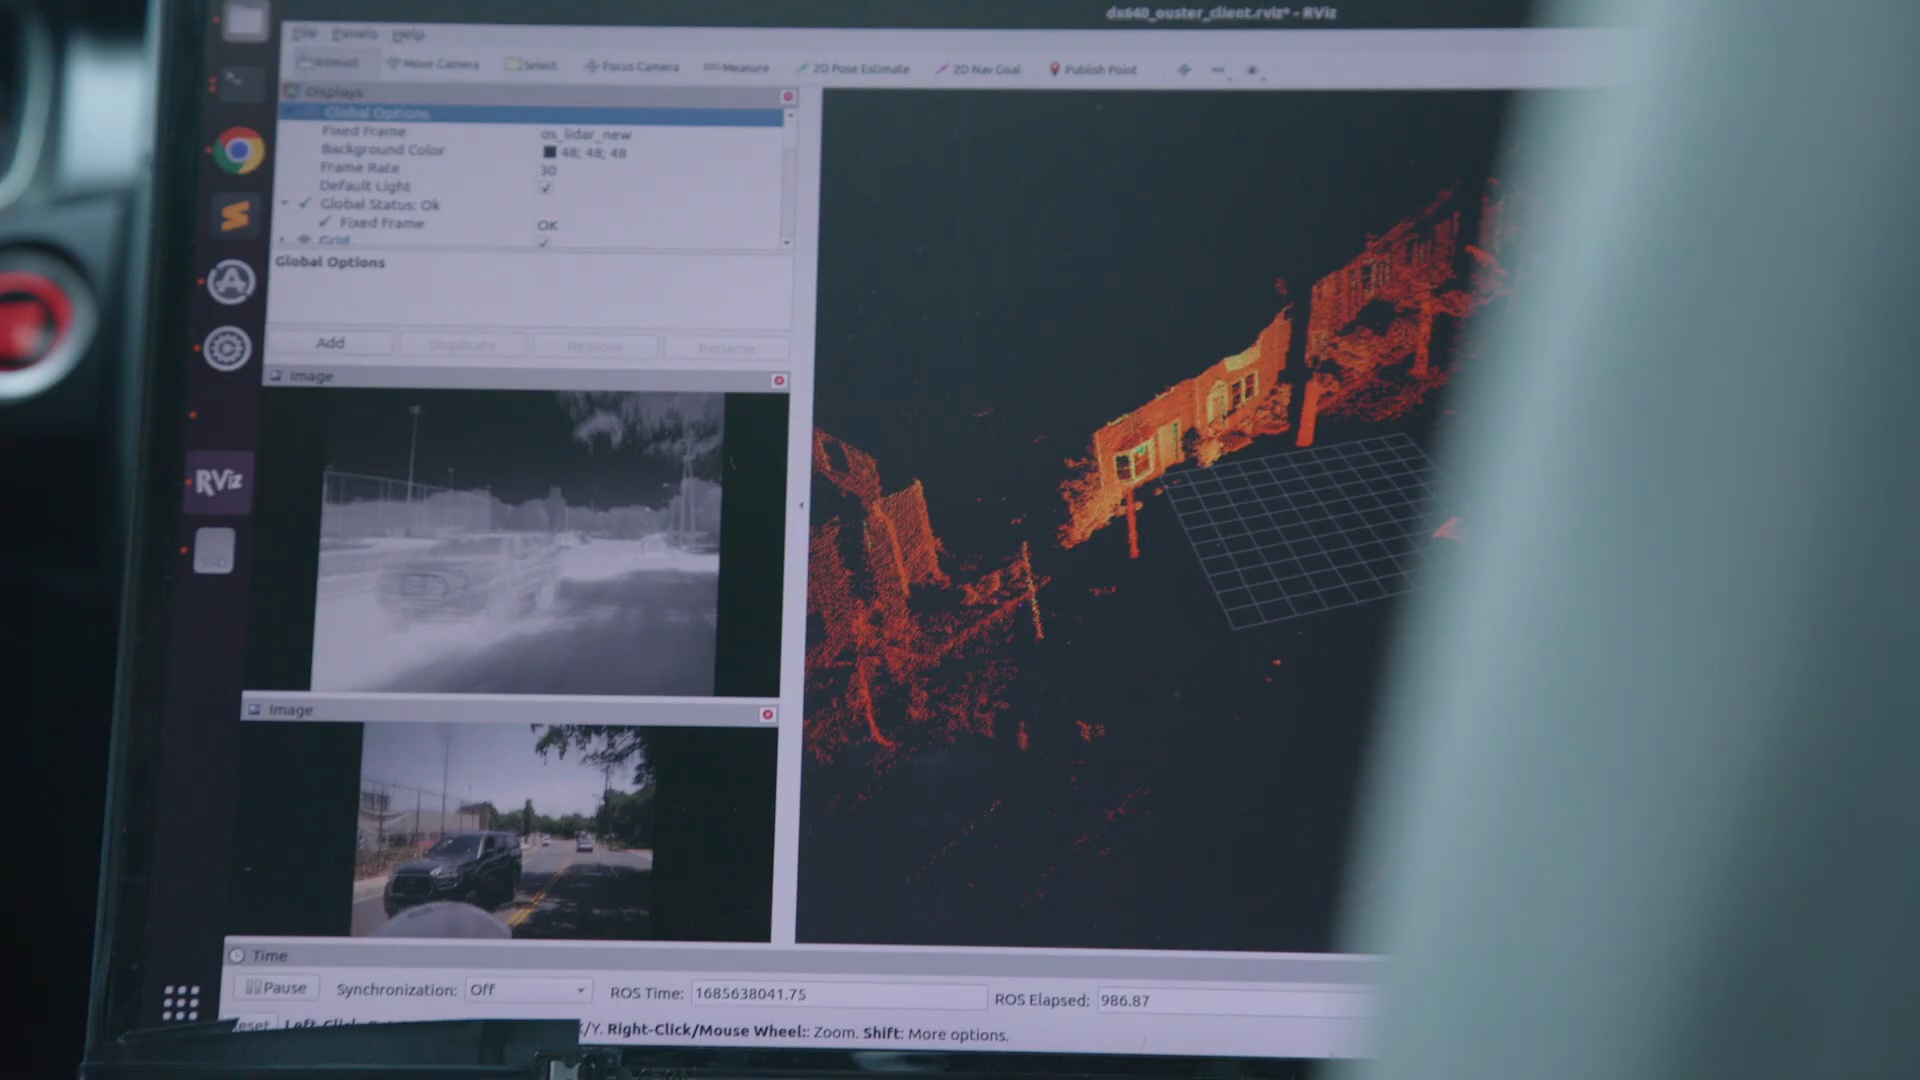 dx640_ouster_client.rviz* - RViz
File Panels Help
Interact Move Camera Select Focus Camera Measure 2D Pose Estimate 2D Nav Goal Publish Point
Displays
Global Options
Fixed Frame os_lidar_new
Background Color 48; 48; 48
Frame Rate 30
Default Light
Global Status: Ok
Fixed Frame OK
Grid
Global Options
Add Duplicate Remove Rename
Image
RViz
Image
Time
Pause Synchronization: Off ROS Time: 1685638041.75 ROS Elapsed: 986.87
Left-Click: X/Y. Right-Click/Mouse Wheel:: Zoom. Shift: More options.